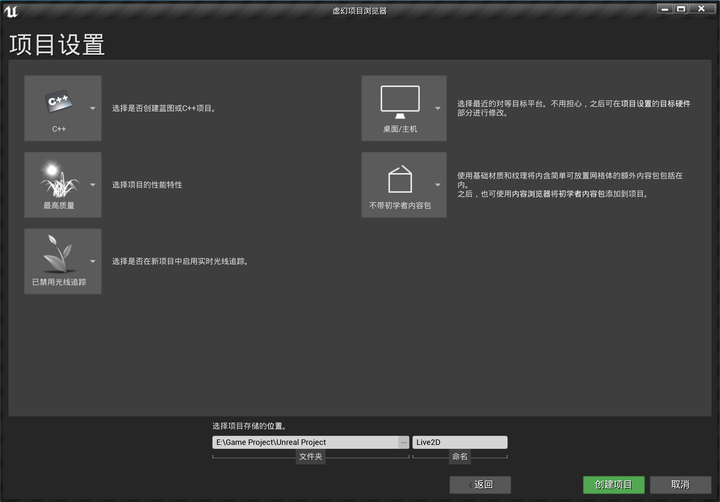 虚幻项目浏览器
项目设置
C++
C++
选择是否创建蓝图或C++项目。
桌面/主机
选择最近的对等目标平台。不用担心，之后可在项目设置的目标硬件
部分进行修改。
最高质量
选择项目的性能特性
不带初学者内容包
使用基础材质和纹理将内含简单可放置网格体的额外内容包包括在
内。
之后，也可使用内容浏览器将初学者内容包添加到项目。
已禁用光线追踪
选择是否在新项目中启用实时光线追踪。
选择项目存储的位置。
E:\Game Project\Unreal Project
...
Live2D
文件夹
命名
返回
创建项目
取消